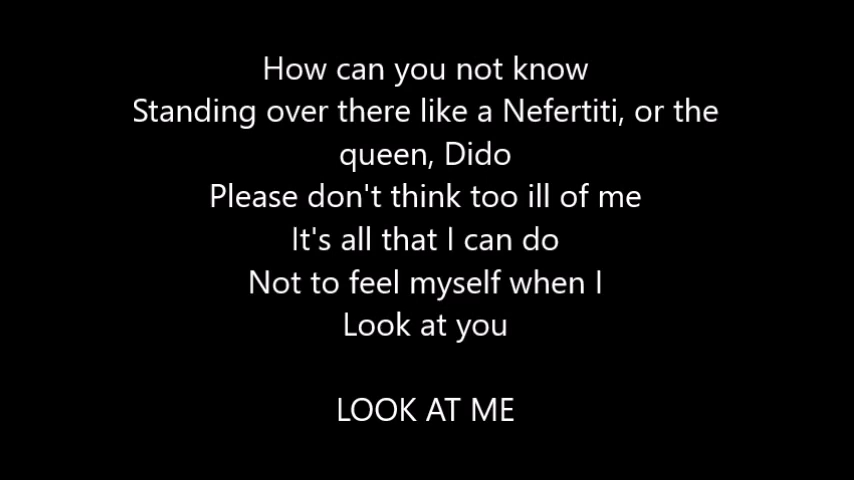 How can you not know
Standing over there like a Nefertiti, or the
queen, Dido
Please don't think too ill of me
It's all that I can do
Not to feel myself when I
Look at you
LOOK AT ME